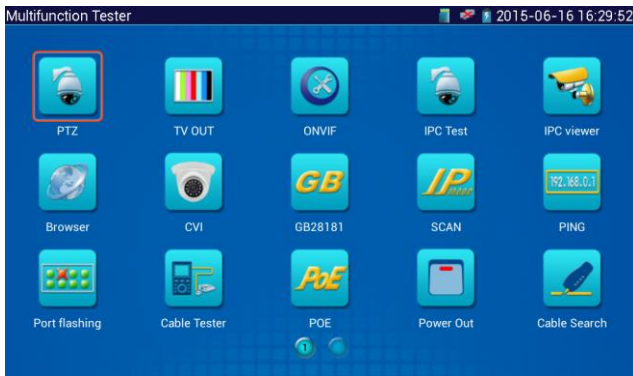 Multifunction Tester 2015-06-16 16:29:52
PTZ TV OUT ONVIF IPC Test IPC viewer
GB IP 192.168.0.1
Browser CVI GB28181 SCAN PING
PoE
Port flashing Cable Tester POE Power Out Cable Search
1